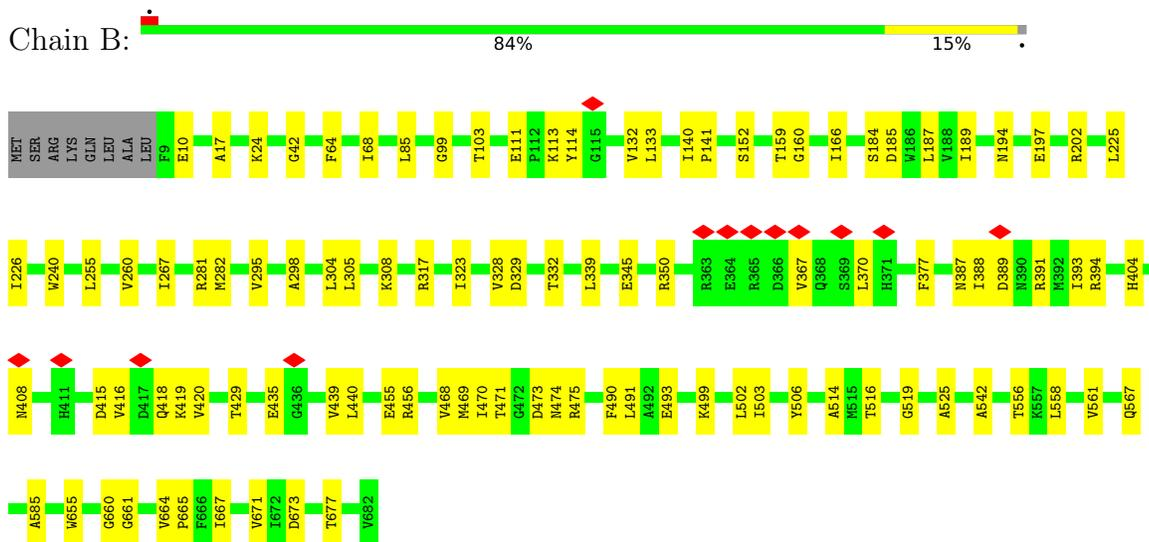 Chain B:
84% 15%
MET SER ARG LYS GLN LEU ALA LEU F9 E10 A17 K24 G42 F64 I68 L85 G99 T103 E111 P112 K113 Y114 G115 V132 L133 I140 P141 S152 T159 G160 I166 S184 D185 W186 L187 V188 I189 N194 E197 R202 L225
I226 W240 L255 V260 I267 R281 M282 V295 A298 L304 L305 K308 R317 I323 V328 D329 T332 L339 E345 R350 R363 E364 R365 D366 V367 Q368 S369 L370 H371 F377 N387 I388 D389 N390 R391 M392 I393 R394 H404
N408 H411 D415 V416 D417 Q418 K419 V420 T429 E435 G436 V439 L440 E455 R456 V468 M469 I470 T471 G472 D473 N474 R475 F490 L491 A492 E493 K499 L502 I503 Y506 A514 M515 T516 G519 A525 A542 T556 K557 L558 V561 Q567
A585 W655 G660 G661 V664 P665 F666 I667 V671 I672 D673 T677 V682